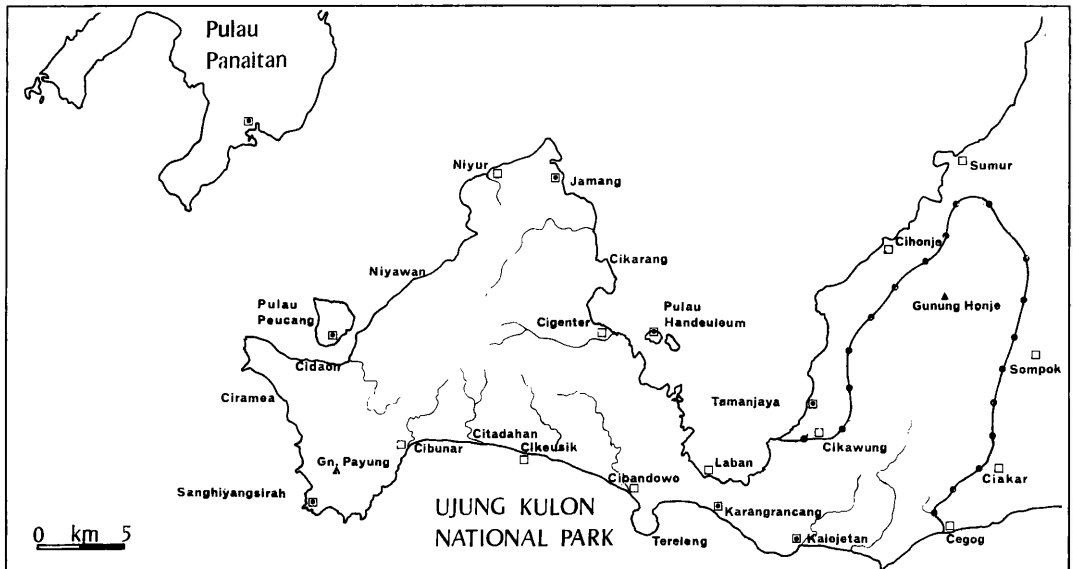 Pulau
Panaitan
Niyur
Jamang
Sumur
Cihonje
Cikarang
Niyawan
Gunung Honje
Pulau
Peucang
Pulau
Handeuleum
Cigenter
Cidaon
Sompok
Ciramea
Tamanjaya
Citadahan
Cibunar
Cikeusik
Cikawung
Gn. Payung
Laban
Ciakar
Cibandowo
Sanghiyangsirah
UJUNG KULON
NATIONAL PARK
Karangrancang
Tereleng
Kalejetan
Cegog
0 km 5